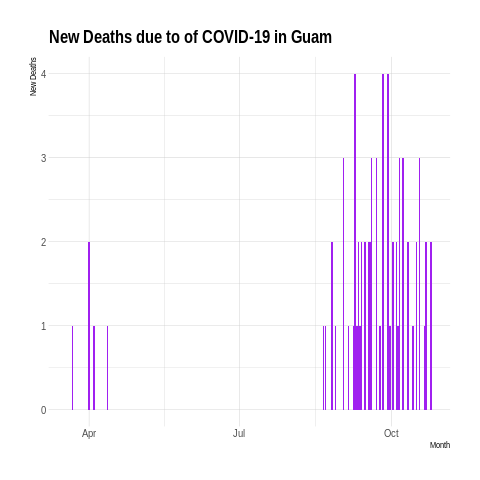 New Deaths due to of COVID-19 in Guam
New Deaths
4
3
2
1
0
Apr
Jul
Oct
Month